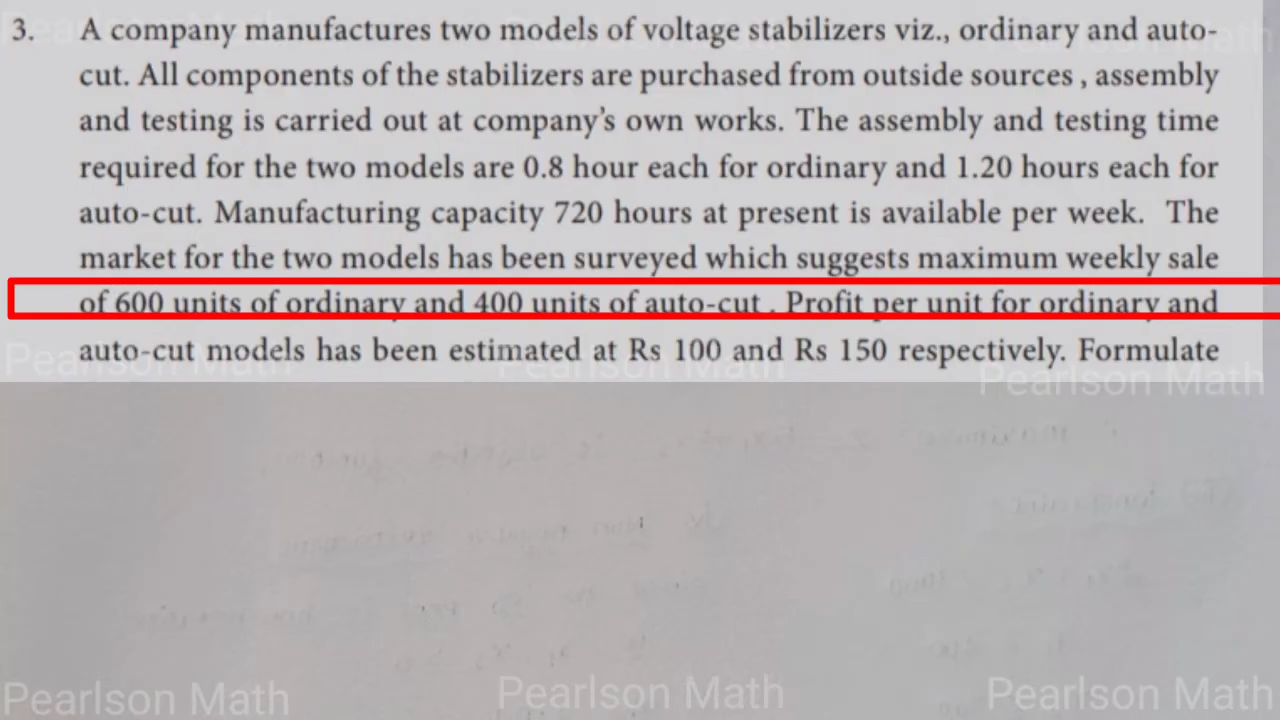 3. A company manufactures two models of voltage stabilizers viz., ordinary and auto-
cut. All components of the stabilizers are purchased from outside sources , assembly
and testing is carried out at company's own works. The assembly and testing time
required for the two models are 0.8 hour each for ordinary and 1.20 hours each for
auto-cut. Manufacturing capacity 720 hours at present is available per week. The
market for the two models has been surveyed which suggests maximum weekly sale
of 600 units of ordinary and 400 units of auto-cut . Profit per unit for ordinary and
auto-cut models has been estimated at Rs 100 and Rs 150 respectively. Formulate
Pearlson Math Pearlson Math Pearlson Math
Pearlson Math Pearlson Math Pearlson Math